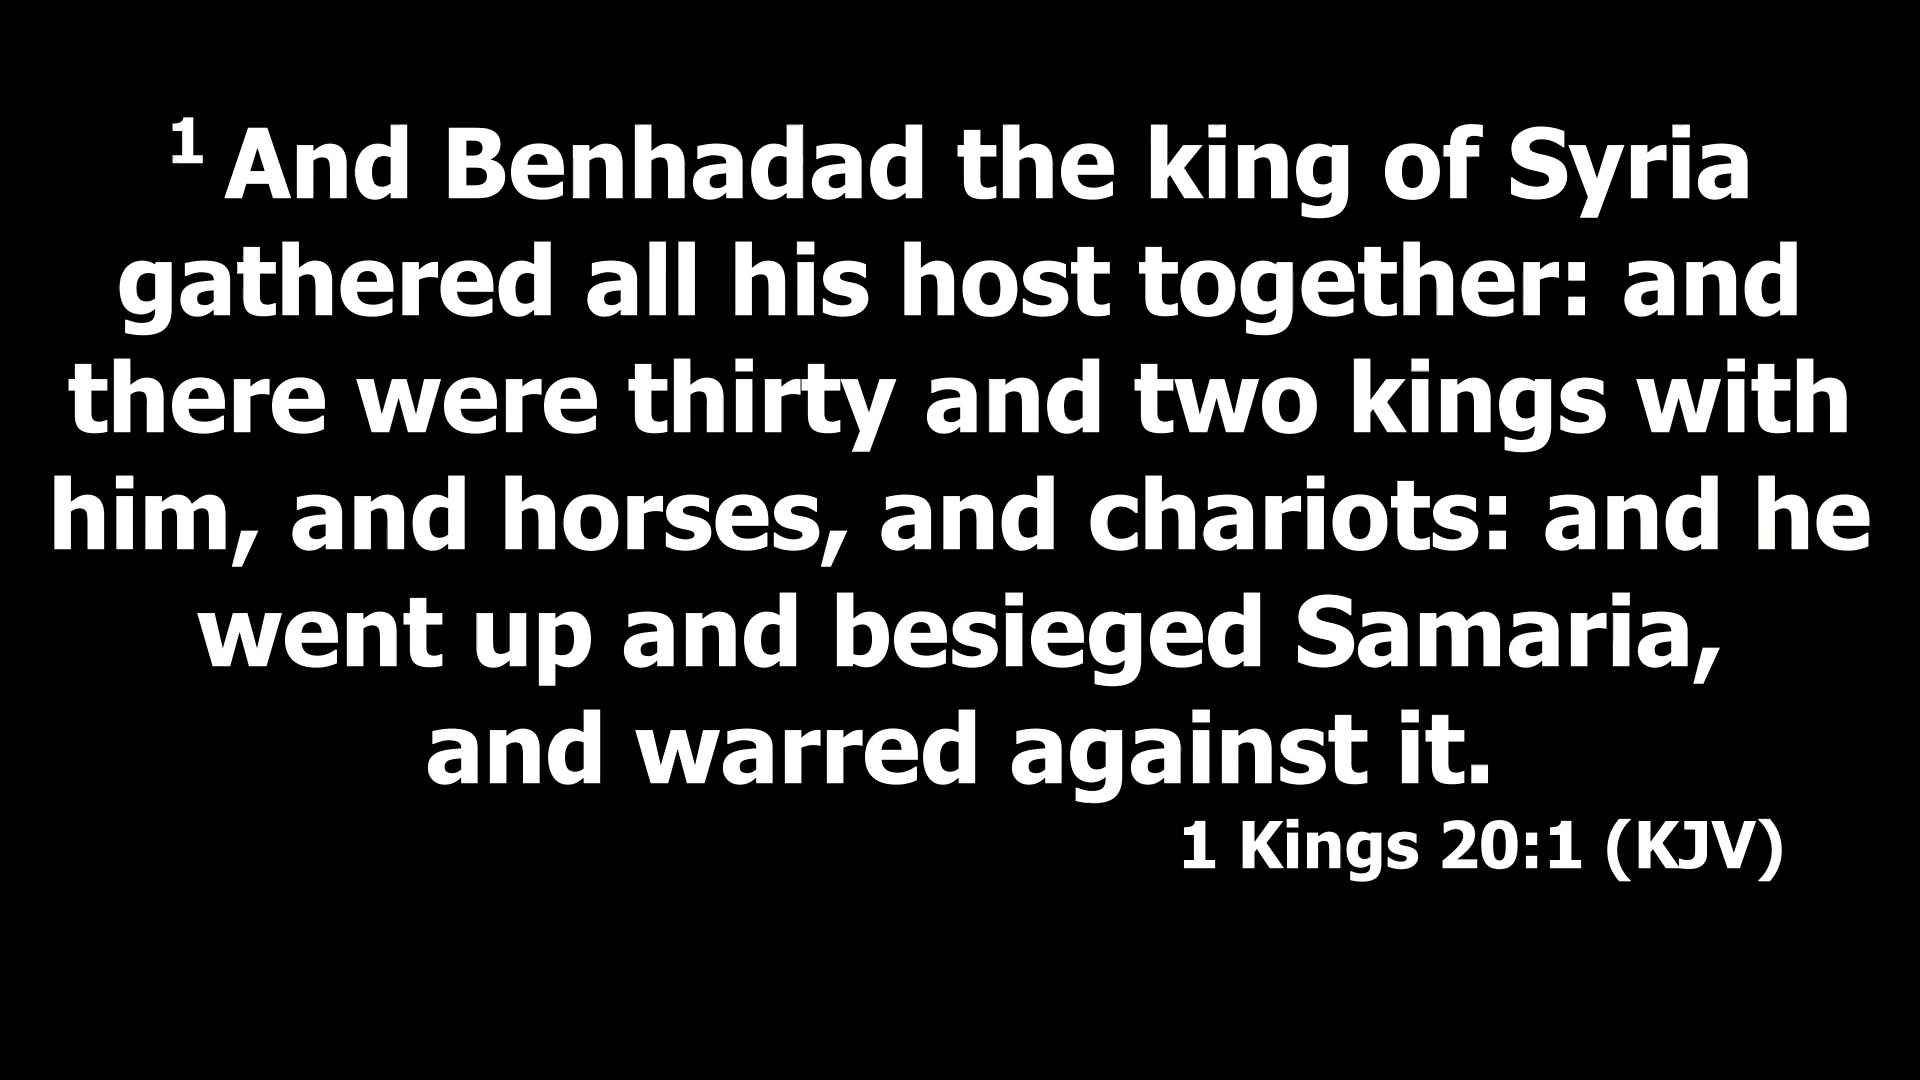 1 And Benhadad the king of Syria
gathered all his host together: and
there were thirty and two kings with
him, and horses, and chariots: and he
went up and besieged Samaria,
and warred against it.
1 Kings 20:1 (KJV)